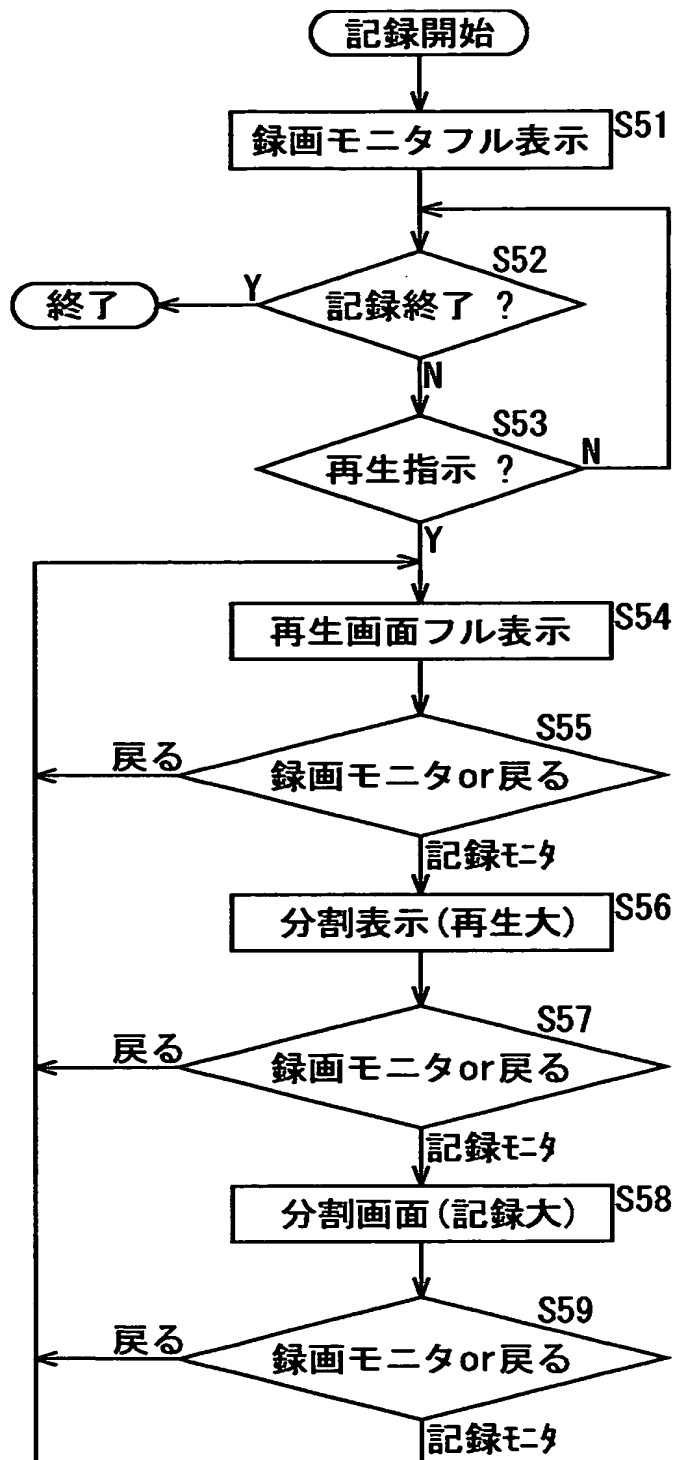 記録開始
録画モニタフル表示
S51
S52
記録終了 ?
Y
終了
N
S53
再生指示 ?
N
Y
再生画面フル表示
S54
S55
録画モニタor戻る
戻る
記録モニタ
分割表示(再生大)
S56
S57
録画モニタor戻る
戻る
記録モニタ
分割画面(記録大)
S58
S59
録画モニタor戻る
戻る
記録モニタ